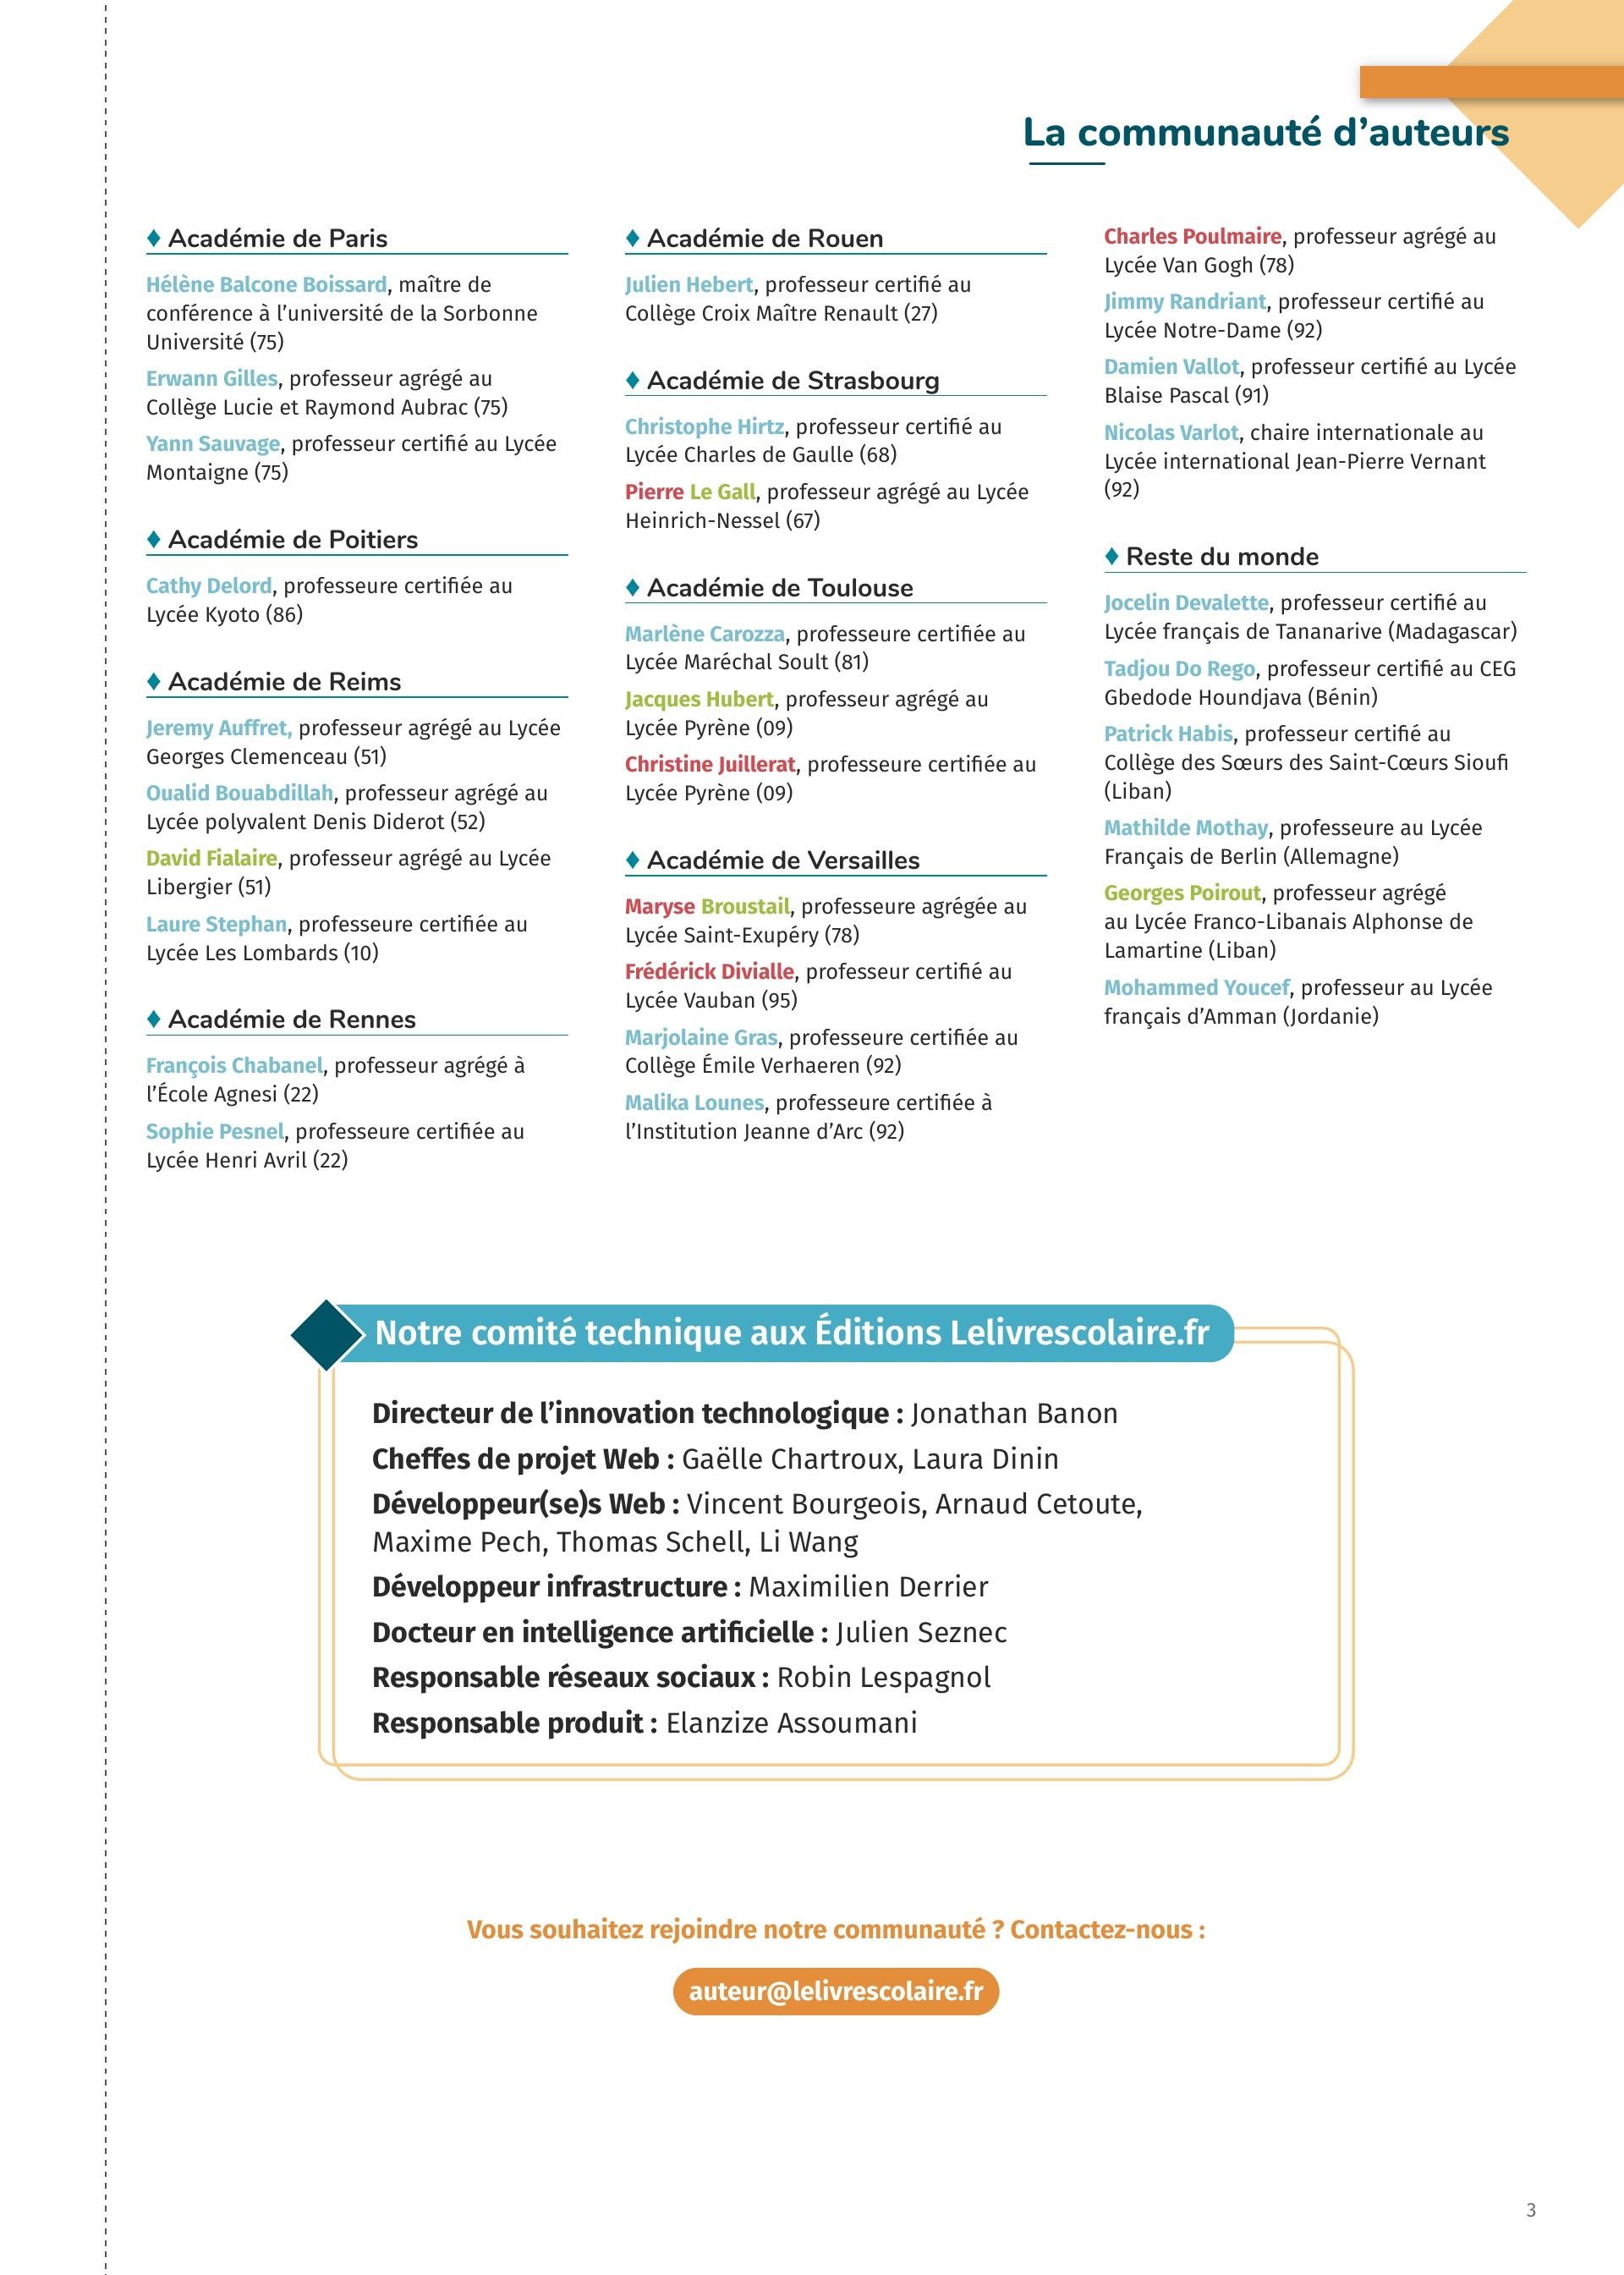 La communauté d’auteurs
♦ Académie de Paris
Hélène Balcone Boissard, maître de
conférence à l’université de la Sorbonne
Université (75)
Erwann Gilles, professeur agrégé au
Collège Lucie et Raymond Aubrac (75)
Yann Sauvage, professeur certifié au Lycée
Montaigne (75)
♦ Académie de Poitiers
Cathy Delord, professeure certifiée au
Lycée Kyoto (86)
♦ Académie de Reims
Jeremy Auffret, professeur agrégé au Lycée
Georges Clemenceau (51)
Oualid Bouabdillah, professeur agrégé au
Lycée polyvalent Denis Diderot (52)
David Fialaire, professeur agrégé au Lycée
Libergier (51)
Laure Stephan, professeure certifiée au
Lycée Les Lombards (10)
♦ Académie de Rennes
François Chabanel, professeur agrégé à
l’École Agnesi (22)
Sophie Pesnel, professeure certifiée au
Lycée Henri Avril (22)
♦ Académie de Rouen
Julien Hebert, professeur certifié au
Collège Croix Maître Renault (27)
♦ Académie de Strasbourg
Christophe Hirtz, professeur certifié au
Lycée Charles de Gaulle (68)
Pierre Le Gall, professeur agrégé au Lycée
Heinrich-Nessel (67)
♦ Académie de Toulouse
Marlène Carozza, professeure certifiée au
Lycée Maréchal Soult (81)
Jacques Hubert, professeur agrégé au
Lycée Pyrène (09)
Christine Juillerat, professeure certifiée au
Lycée Pyrène (09)
♦ Académie de Versailles
Maryse Broustail, professeure agrégée au
Lycée Saint-Exupéry (78)
Frédérick Divialle, professeur certifié au
Lycée Vauban (95)
Marjolaine Gras, professeure certifiée au
Collège Émile Verhaeren (92)
Malika Lounes, professeure certifiée à
l’Institution Jeanne d’Arc (92)
Charles Poulmaire, professeur agrégé au
Lycée Van Gogh (78)
Jimmy Randriant, professeur certifié au
Lycée Notre-Dame (92)
Damien Vallot, professeur certifié au Lycée
Blaise Pascal (91)
Nicolas Varlot, chaire internationale au
Lycée international Jean-Pierre Vernant
(92)
♦ Reste du monde
Jocelin Devalette, professeur certifié au
Lycée français de Tananarive (Madagascar)
Tadjou Do Rego, professeur certifié au CEG
Gbedode Houndjava (Bénin)
Patrick Habis, professeur certifié au
Collège des Sœurs des Saint-Cœurs Sioufi
(Liban)
Mathilde Mothay, professeure au Lycée
Français de Berlin (Allemagne)
Georges Poirout, professeur agrégé
au Lycée Franco-Libanais Alphonse de
Lamartine (Liban)
Mohammed Youcef, professeur au Lycée
français d’Amman (Jordanie)
Notre comité technique aux Éditions Lelivrescolaire.fr
Directeur de l’innovation technologique : Jonathan Banon
Cheffes de projet Web : Gaëlle Chartroux, Laura Dinin
Développeur(se)s Web : Vincent Bourgeois, Arnaud Cetoute,
Maxime Pech, Thomas Schell, Li Wang
Développeur infrastructure : Maximilien Derrier
Docteur en intelligence artificielle : Julien Seznec
Responsable réseaux sociaux : Robin Lespagnol
Responsable produit : Elanzize Assoumani
Vous souhaitez rejoindre notre communauté ? Contactez-nous :
auteur@lelivrescolaire.fr
3